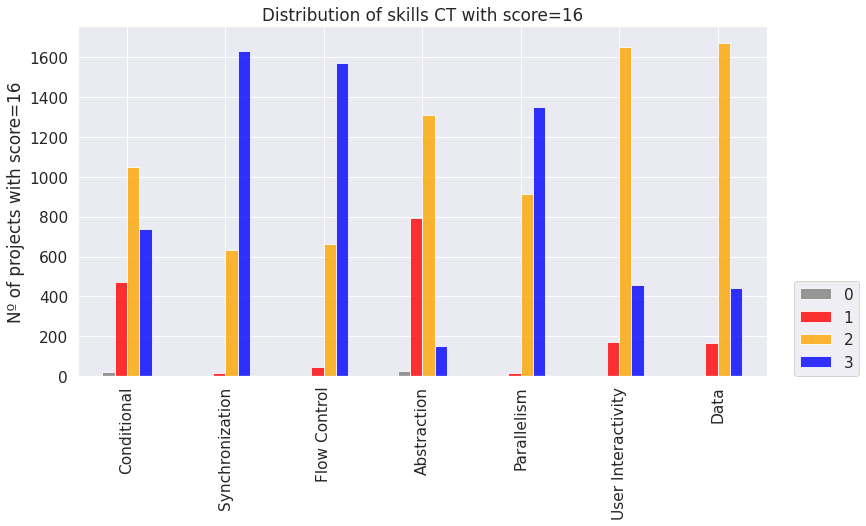 Distribution of skills CT with score=16
Nº of projects with score=16
1600
1400
1200
1000
800
600
400
200
0
Conditional
Synchronization
Flow Control
Abstraction
Parallelism
User Interactivity
Data
0
1
2
3